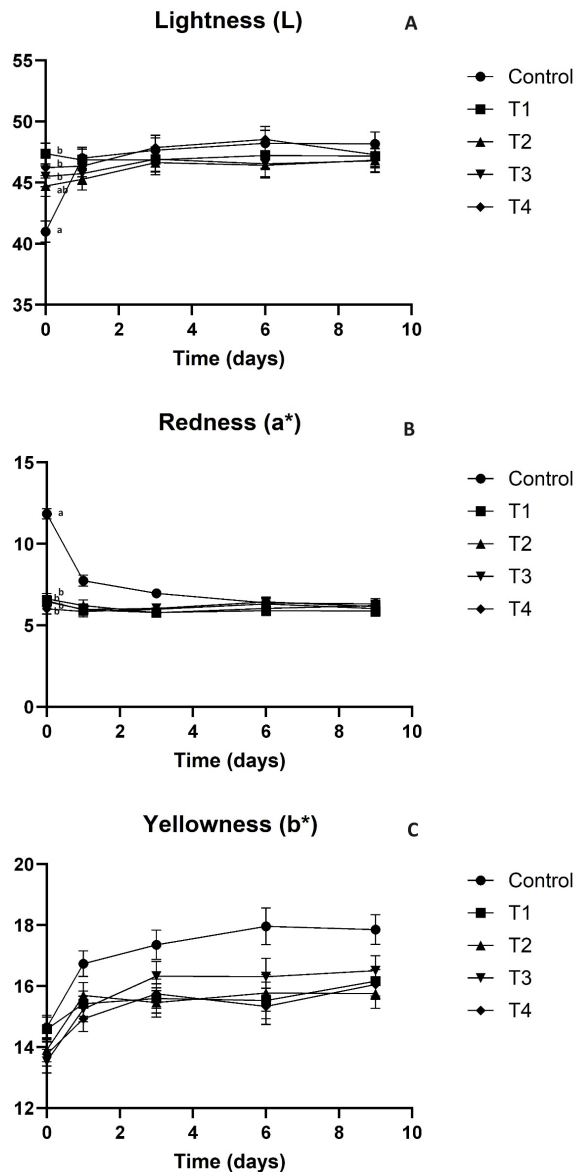 Lightness (L) A
55
50
45
40
35
b
b
b
ab
a
0 2 4 6 8 10
Time (days)
Control
T1
T2
T3
T4
Redness (a*) B
15
10
5
0
a
b
b
b
b
0 2 4 6 8 10
Time (days)
Control
T1
T2
T3
T4
Yellowness (b*) C
20
18
16
14
12
0 2 4 6 8 10
Time (days)
Control
T1
T2
T3
T4